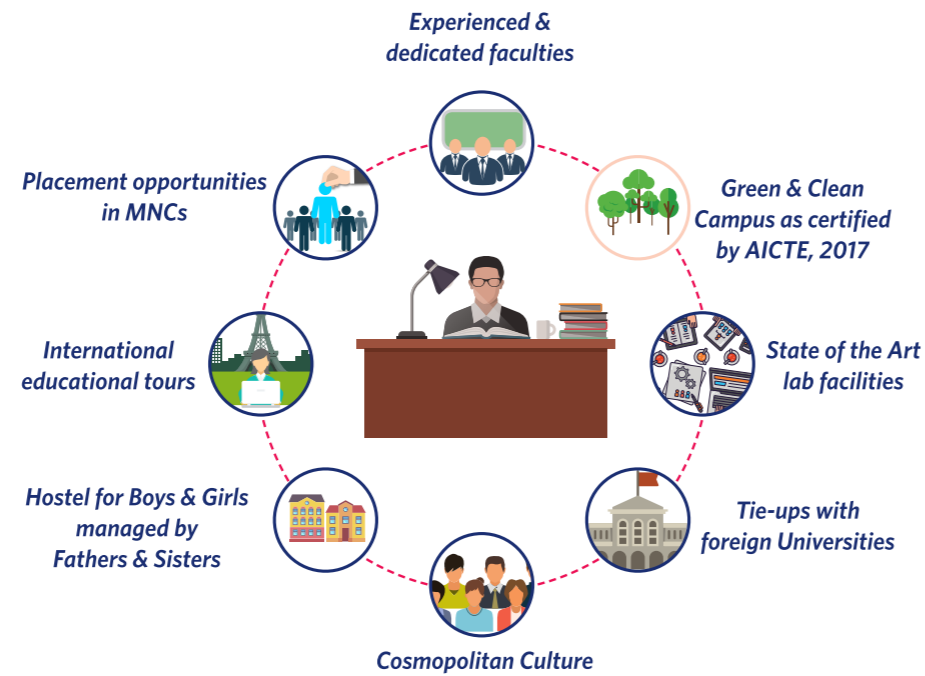 Experienced &
dedicated faculties
Placement opportunities
in MNCs
Green & Clean
Campus as certified
by AICTE, 2017
International
educational tours
State of the Art
lab facilities
Hostel for Boys & Girls
managed by
Fathers & Sisters
Tie-ups with
foreign Universities
Cosmopolitan Culture